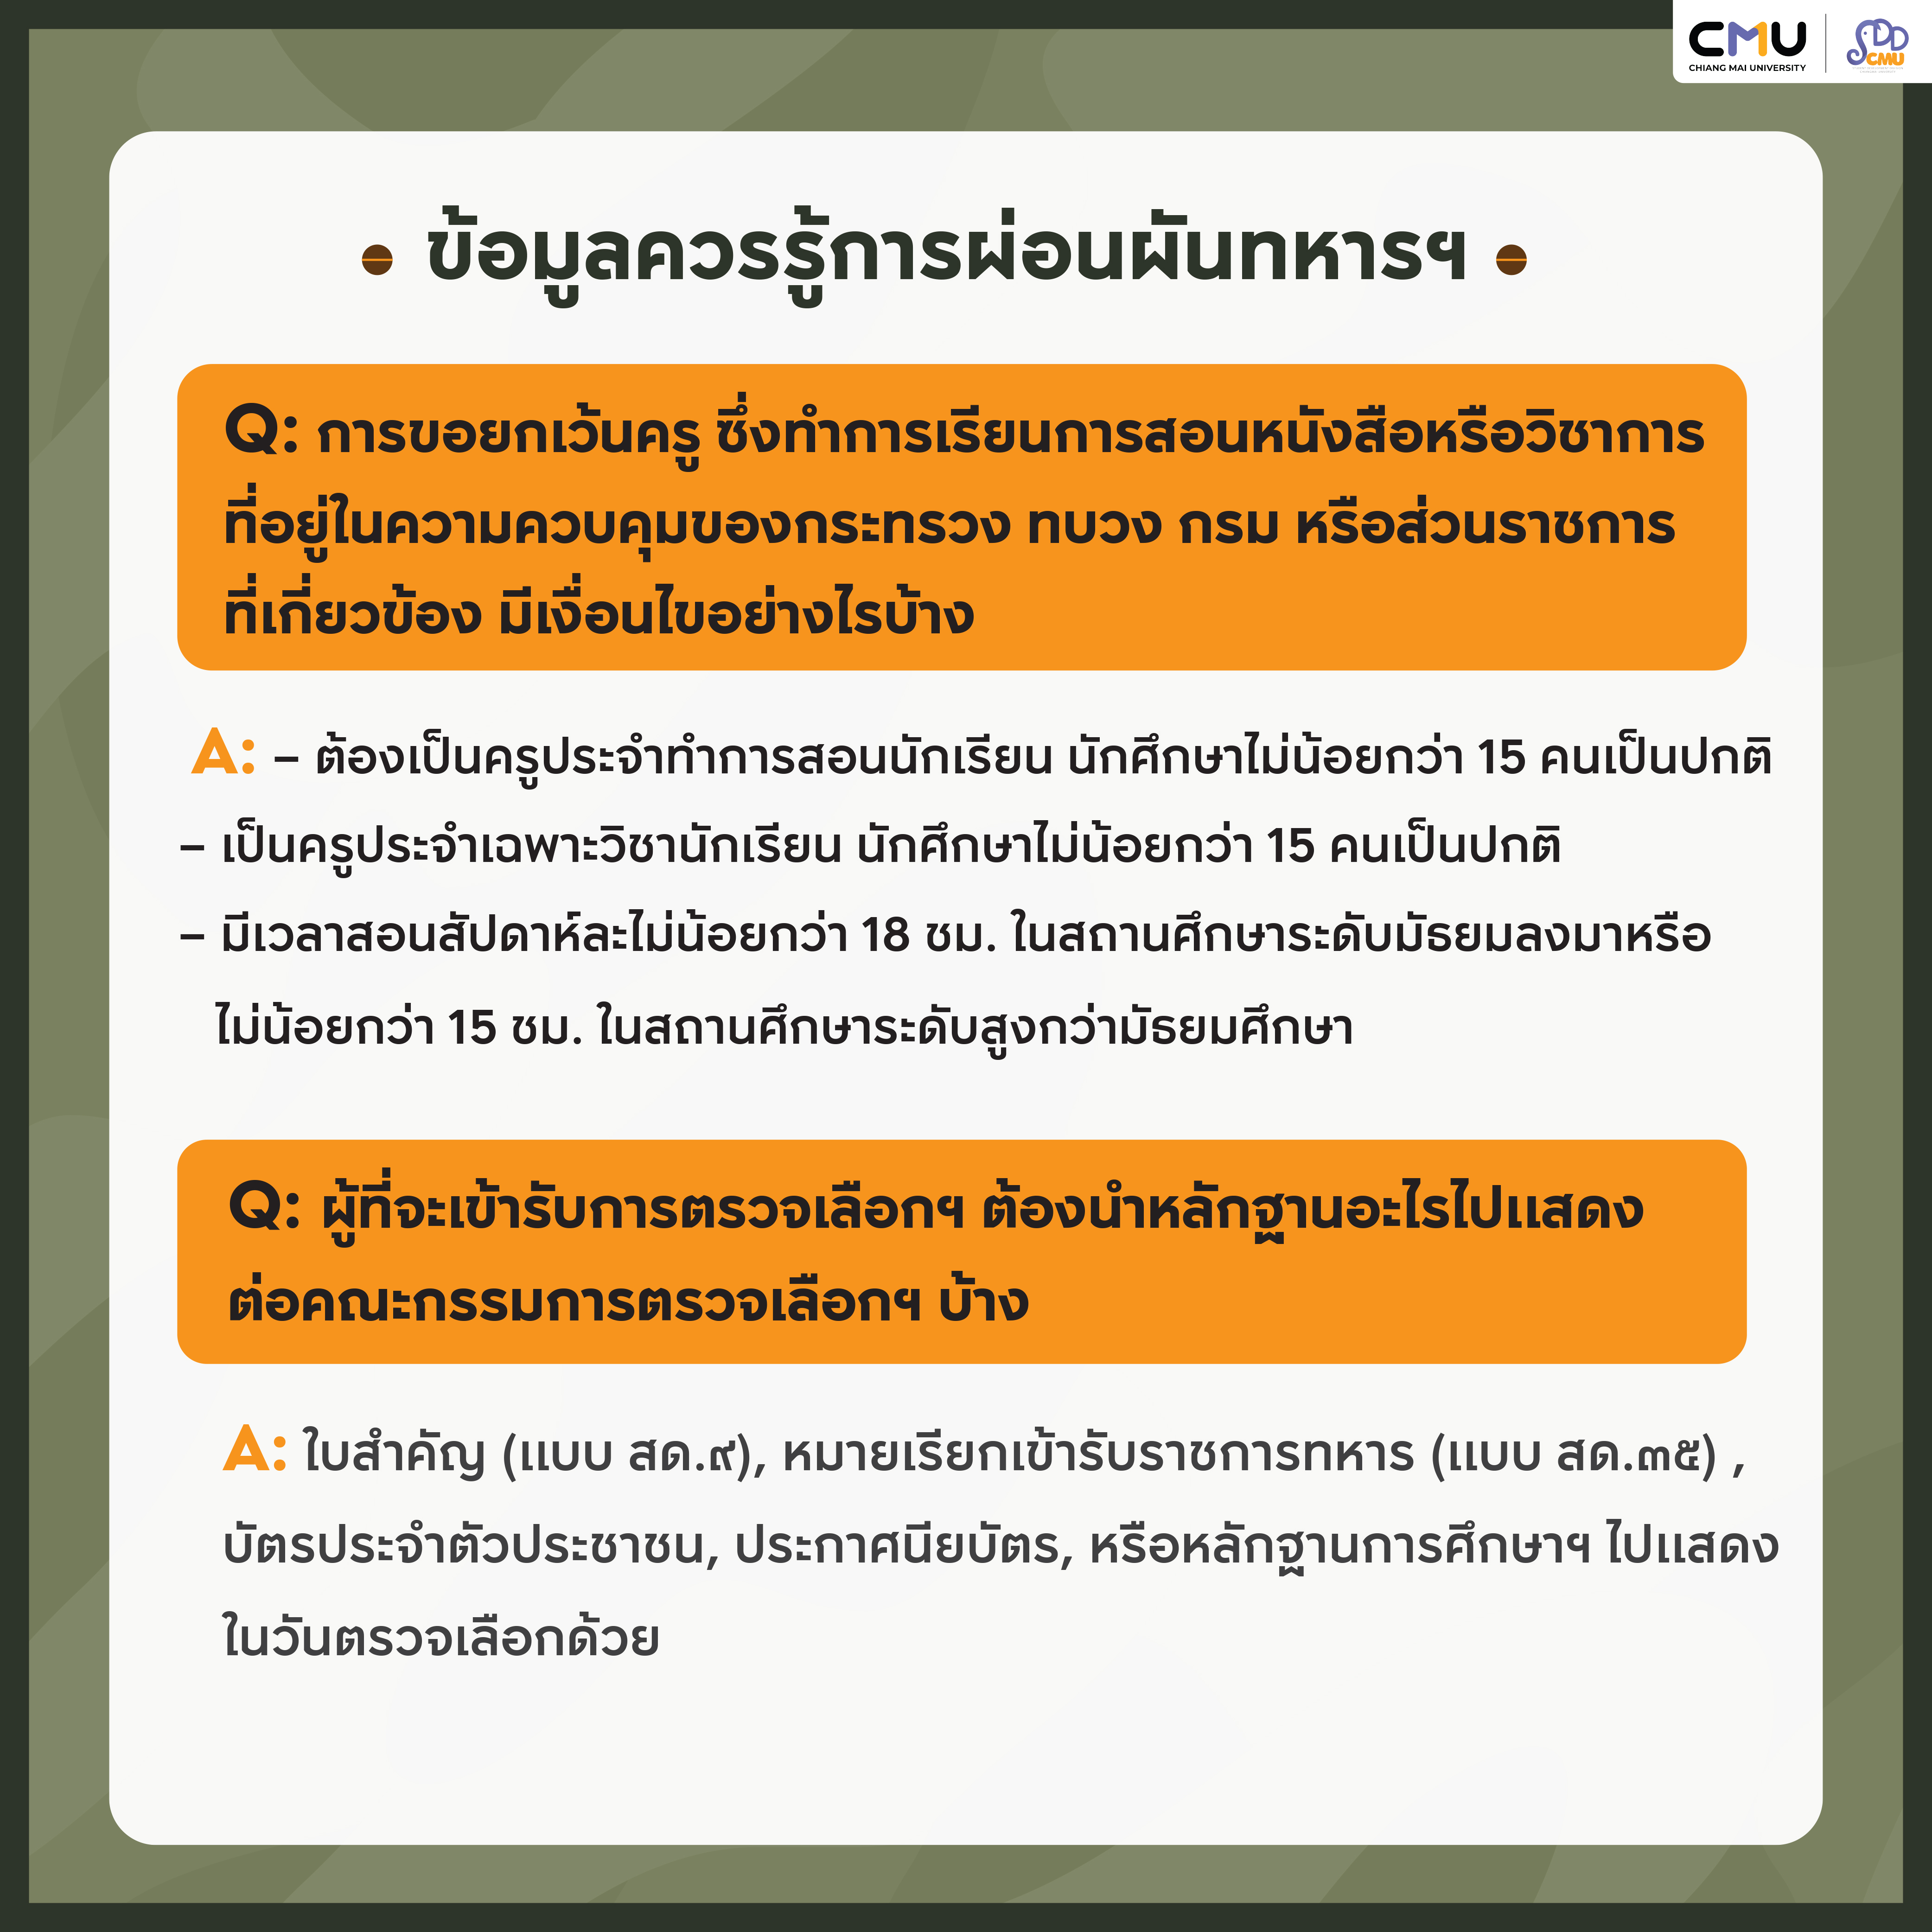 CMU
CHIANG MAI UNIVERSITY
SDD
CMU
ข้อมูลควรรู้การผ่อนผันทหารฯ
Q: การขอยกเว้นครู ซึ่งทำการเรียนการสอนหนังสือหรือวิชาการ
ที่อยู่ในความควบคุมของกระทรวง ทบวง กรม หรือส่วนราชการ
ที่เกี่ยวข้อง มีเงื่อนไขอย่างไรบ้าง
A: – ต้องเป็นครูประจำทำการสอนนักเรียน นักศึกษาไม่น้อยกว่า 15 คนเป็นปกติ
– เป็นครูประจำเฉพาะวิชานักเรียน นักศึกษาไม่น้อยกว่า 15 คนเป็นปกติ
– มีเวลาสอนสัปดาห์ละไม่น้อยกว่า 18 ชม. ในสถานศึกษาระดับมัธยมลงมาหรือ
ไม่น้อยกว่า 15 ชม. ในสถานศึกษาระดับสูงกว่ามัธยมศึกษา
Q: ผู้ที่จะเข้ารับการตรวจเลือกฯ ต้องนำหลักฐานอะไรไปแสดง
ต่อคณะกรรมการตรวจเลือกฯ บ้าง
A: ใบสำคัญ (แบบ สด.๙), หมายเรียกเข้ารับราชการทหาร (แบบ สด.๓๕) ,
บัตรประจำตัวประชาชน, ประกาศนียบัตร, หรือหลักฐานการศึกษาฯ ไปแสดง
ในวันตรวจเลือกด้วย